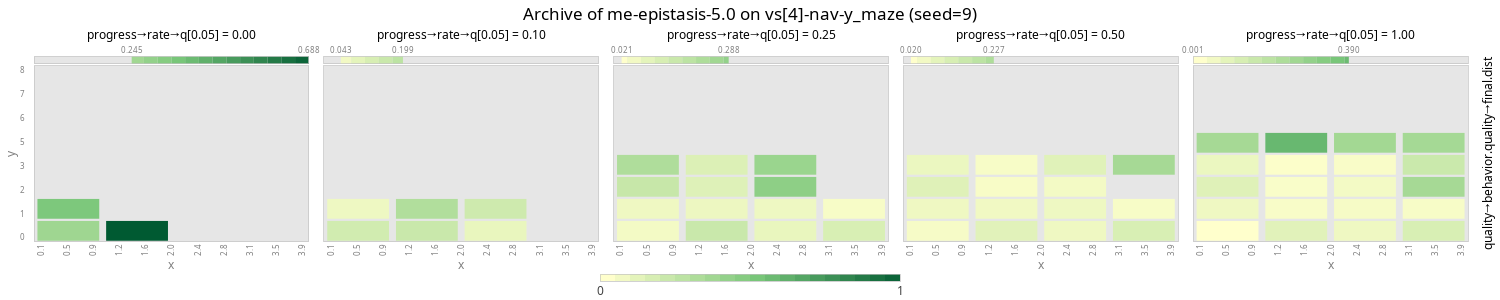 Archive of me-epistasis-5.0 on vs[4]-nav-y_maze (seed=9)
progress→rate→q[0.05] = 0.00
progress→rate→q[0.05] = 0.10
progress→rate→q[0.05] = 0.25
progress→rate→q[0.05] = 0.50
progress→rate→q[0.05] = 1.00
0.245 0.688
0.043 0.199
0.021 0.288
0.020 0.227
0.001 0.390
8
7
6
5
3
2
1
0
y
0.1 0.5 0.9 1.2 1.6 2.0 2.4 2.8 3.1 3.5 3.9
x
0.1 0.5 0.9 1.2 1.6 2.0 2.4 2.8 3.1 3.5 3.9
x
0.1 0.5 0.9 1.2 1.6 2.0 2.4 2.8 3.1 3.5 3.9
x
0.1 0.5 0.9 1.2 1.6 2.0 2.4 2.8 3.1 3.5 3.9
x
0.1 0.5 0.9 1.2 1.6 2.0 2.4 2.8 3.1 3.5 3.9
x
quality→behavior.quality→final.dist
0 1